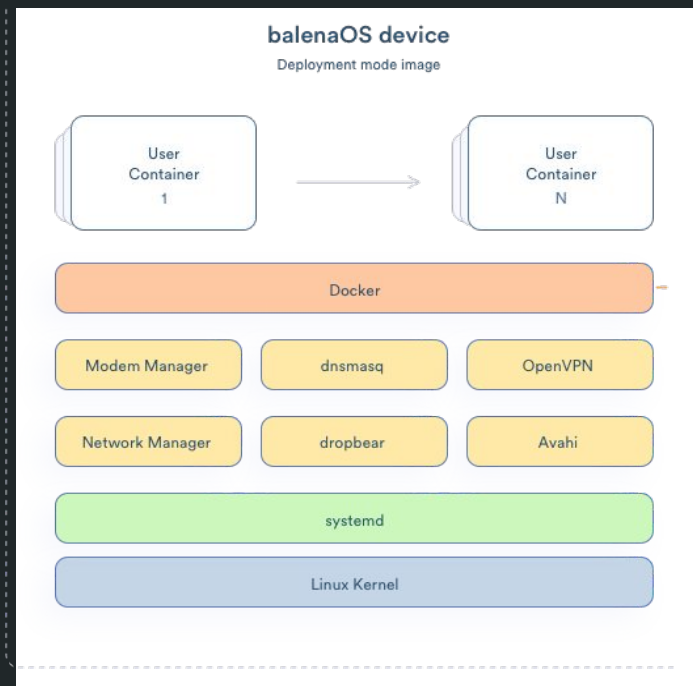 balenaOS device
Deployment mode image
User
Container
1
User
Container
N
Docker
Modem Manager
dnsmasq
OpenVPN
Network Manager
dropbear
Avahi
systemd
Linux Kernel